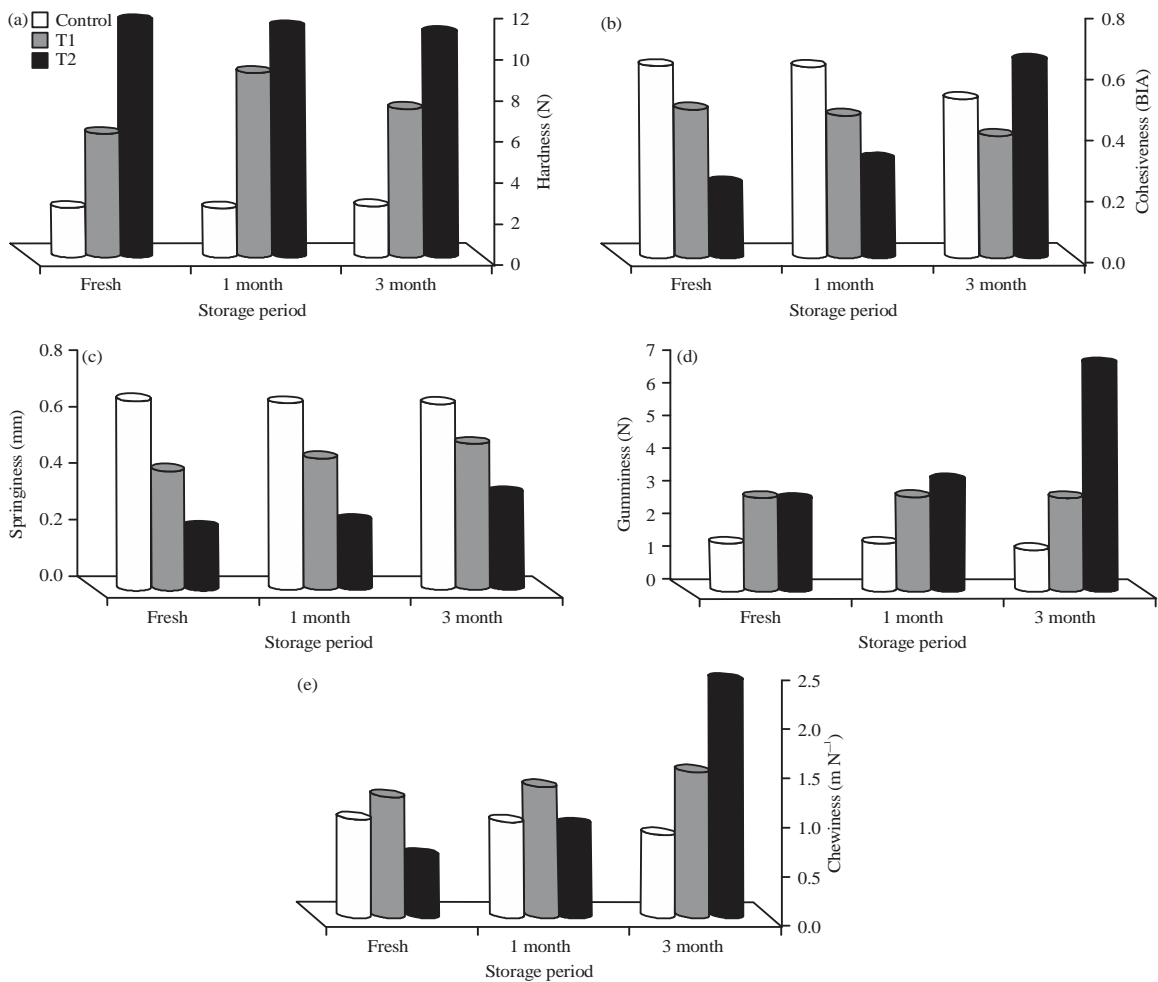 (a)
Control
T1
T2
12
10
8
6
4
2
0
Hardness (N)
Fresh
1 month
3 month
Storage period
(b)
0.8
0.6
0.4
0.2
0.0
Cohesiveness (BIA)
Fresh
1 month
3 month
Storage period
(c)
0.8
0.6
0.4
0.2
0.0
Springiness (mm)
Fresh
1 month
3 month
Storage period
(d)
7
6
5
4
3
2
1
0
Gumminess (N)
Fresh
1 month
3 month
Storage period
(e)
2.5
2.0
1.5
1.0
0.5
0.0
Chewiness (m N⁻¹)
Fresh
1 month
3 month
Storage period